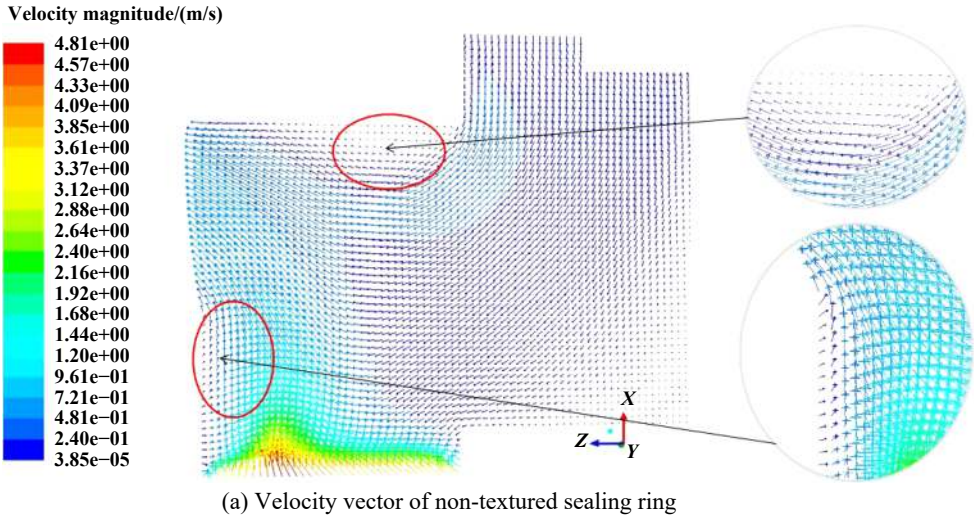 Velocity magnitude/(m/s)
4.81e+00
4.57e+00
4.33e+00
4.09e+00
3.85e+00
3.61e+00
3.37e+00
3.12e+00
2.88e+00
2.64e+00
2.40e+00
2.16e+00
1.92e+00
1.68e+00
1.44e+00
1.20e+00
9.61e−01
7.21e−01
4.81e−01
2.40e−01
3.85e−05
X
Z
Y
(a) Velocity vector of non-textured sealing ring